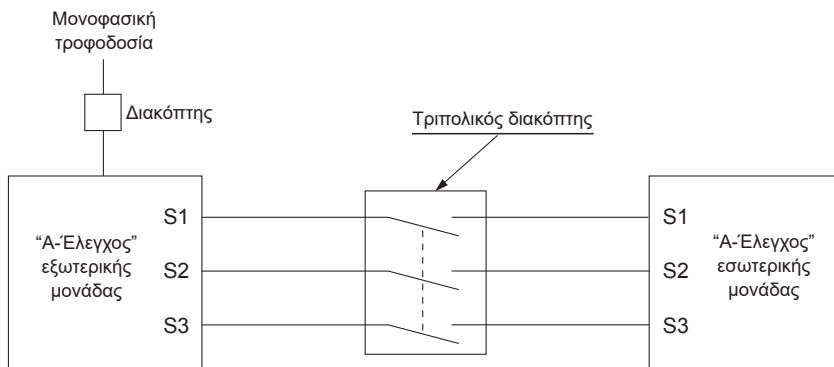 Μονοφασική
τροφοδοσία
Διακόπτης
Τριπολικός διακόπτης
“Α-Έλεγχος”
εξωτερικής
μονάδας
S1
S2
S3
S1
S2
S3
“Α-Έλεγχος”
εσωτερικής
μονάδας